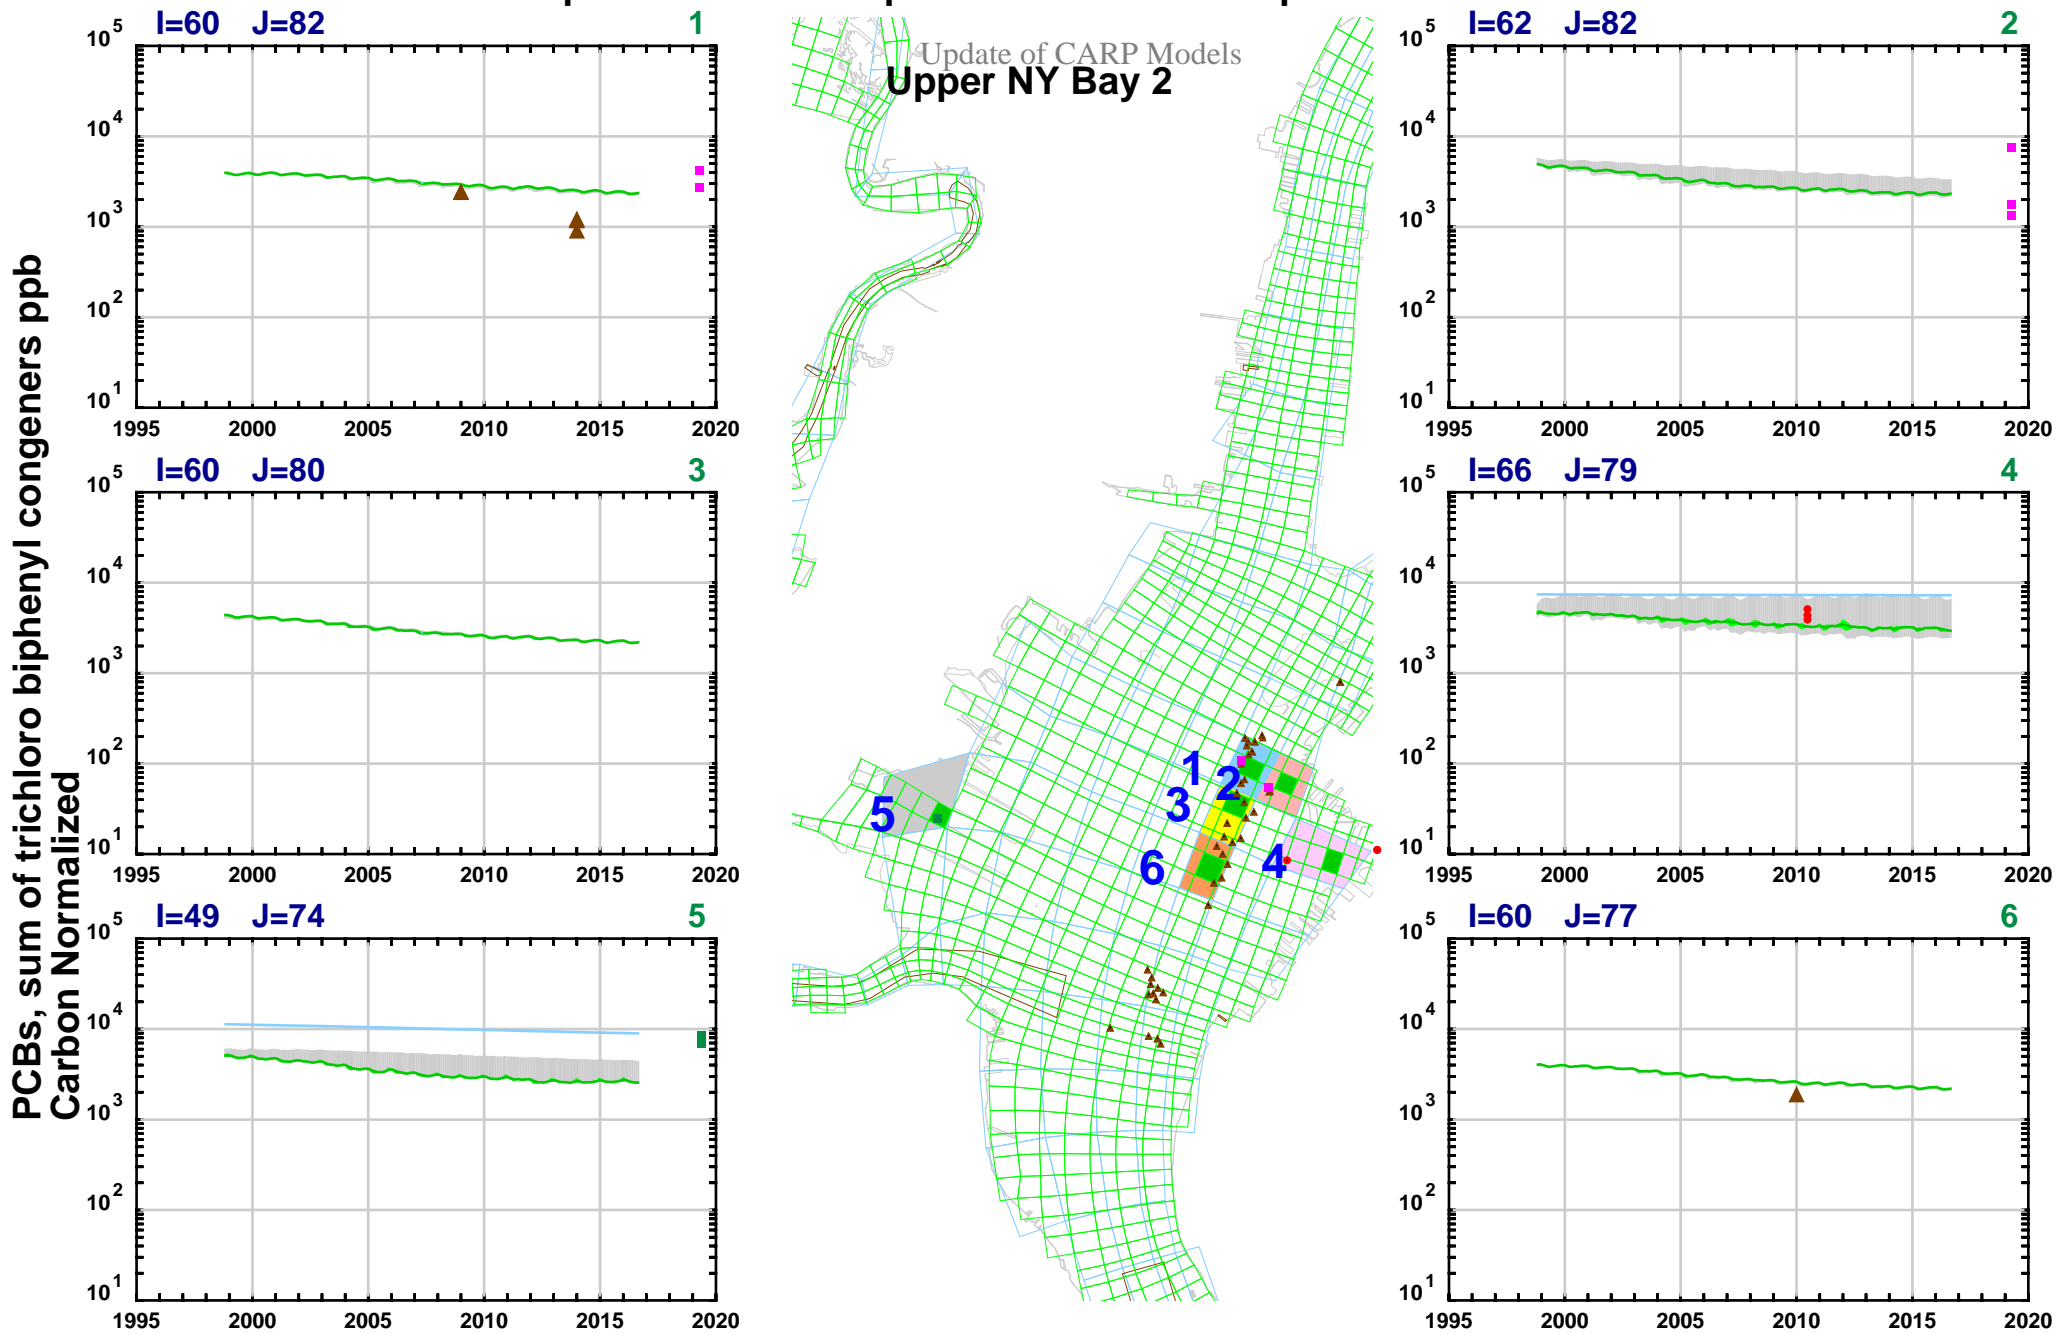 Update of CARP Models
Upper NY Bay 2
PCBs, sum of trichloro biphenyl congeners ppb
Carbon Normalized
I=60 J=82 1
10^5
10^4
10^3
10^2
10^1
1995 2000 2005 2010 2015 2020
I=62 J=82 2
10^5
10^4
10^3
10^2
10^1
1995 2000 2005 2010 2015 2020
I=60 J=80 3
10^5
10^4
10^3
10^2
10^1
1995 2000 2005 2010 2015 2020
I=66 J=79 4
10^5
10^4
10^3
10^2
10^1
1995 2000 2005 2010 2015 2020
I=49 J=74 5
10^5
10^4
10^3
10^2
10^1
1995 2000 2005 2010 2015 2020
I=60 J=77 6
10^5
10^4
10^3
10^2
10^1
1995 2000 2005 2010 2015 2020
1
2
3
5
6
4